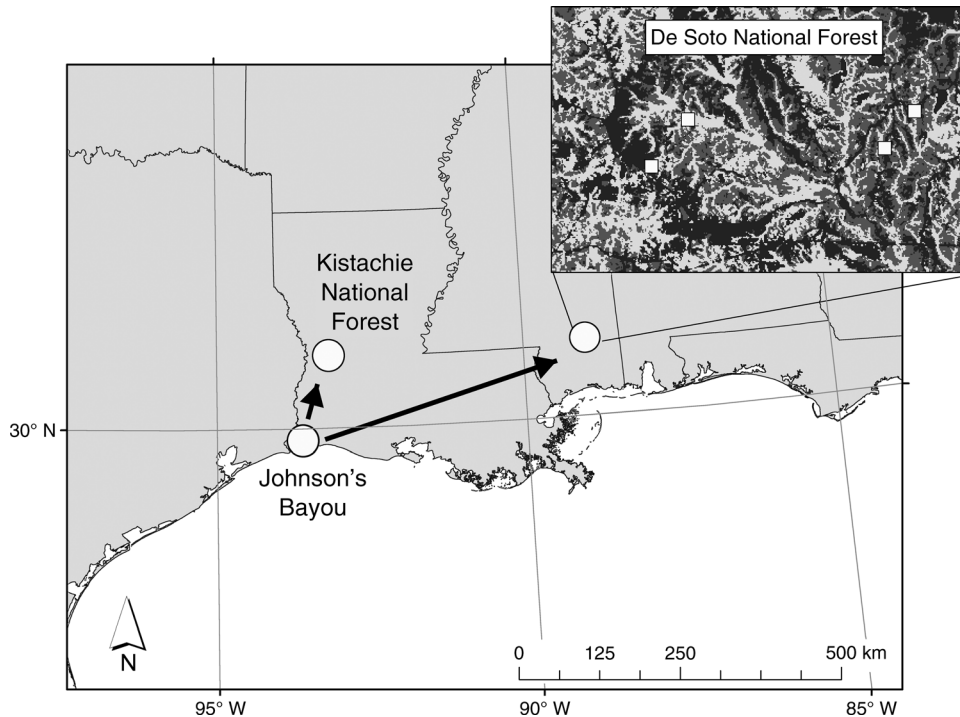 De Soto National Forest
Kistachie
National
Forest
30° N
Johnson's
Bayou
N
0 125 250 500 km
95° W 90° W 85° W